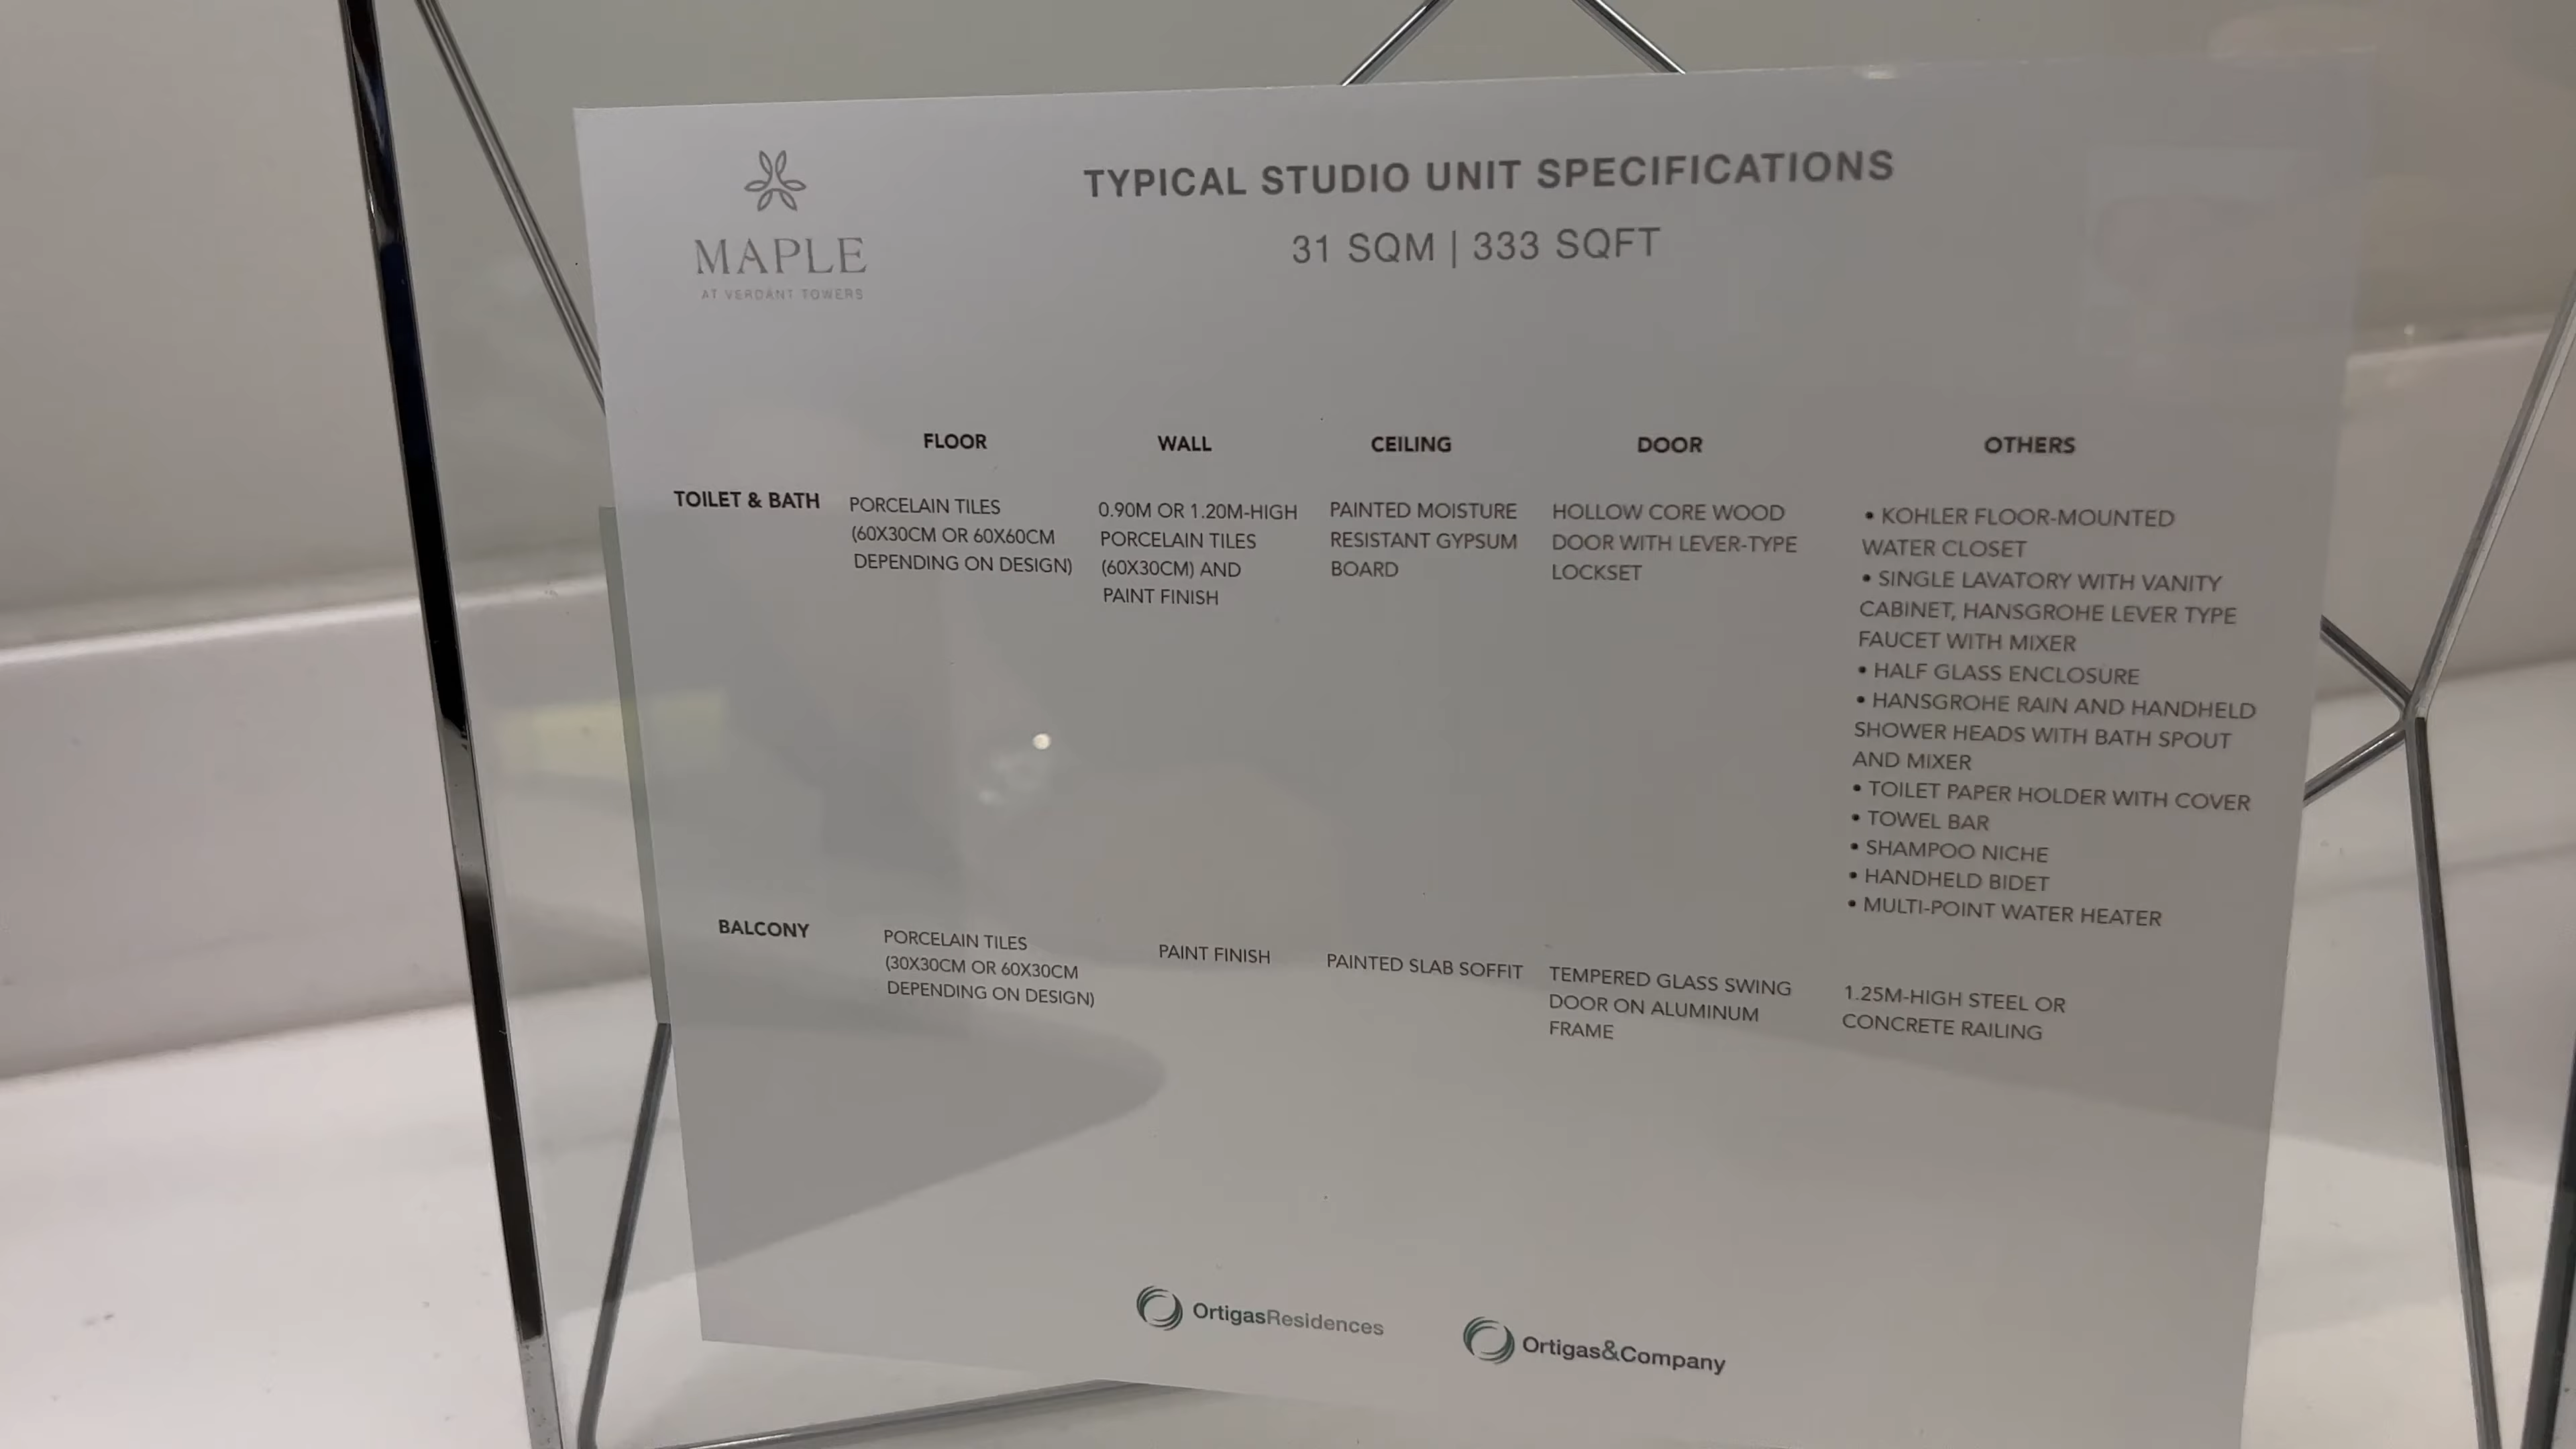 MAPLE
AT VERDANT TOWERS
TYPICAL STUDIO UNIT SPECIFICATIONS
31 SQM | 333 SQFT
FLOOR
WALL
CEILING
DOOR
OTHERS
TOILET & BATH
PORCELAIN TILES
(60X30CM OR 60X60CM
DEPENDING ON DESIGN)
0.90M OR 1.20M-HIGH
PORCELAIN TILES
(60X30CM) AND
PAINT FINISH
PAINTED MOISTURE
RESISTANT GYPSUM
BOARD
HOLLOW CORE WOOD
DOOR WITH LEVER-TYPE
LOCKSET
• KOHLER FLOOR-MOUNTED
WATER CLOSET
• SINGLE LAVATORY WITH VANITY
CABINET, HANSGROHE LEVER TYPE
FAUCET WITH MIXER
• HALF GLASS ENCLOSURE
• HANSGROHE RAIN AND HANDHELD
SHOWER HEADS WITH BATH SPOUT
AND MIXER
• TOILET PAPER HOLDER WITH COVER
• TOWEL BAR
• SHAMPOO NICHE
• HANDHELD BIDET
• MULTI-POINT WATER HEATER
BALCONY
PORCELAIN TILES
(30X30CM OR 60X30CM
DEPENDING ON DESIGN)
PAINT FINISH
PAINTED SLAB SOFFIT
TEMPERED GLASS SWING
DOOR ON ALUMINUM
FRAME
1.25M-HIGH STEEL OR
CONCRETE RAILING
OrtigasResidences
Ortigas&Company